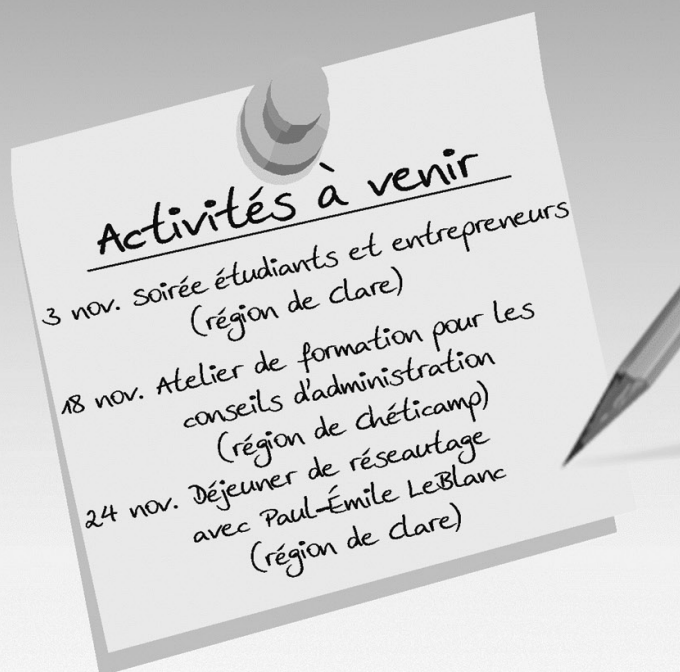 Activités à venir
3 nov. Soirée étudiants et entrepreneurs
(région de Clare)
18 nov. Atelier de formation pour les
conseils d'administration
(région de Chéticamp)
24 nov. Déjeuner de réseautage
avec Paul-Émile LeBlanc
(région de Clare)